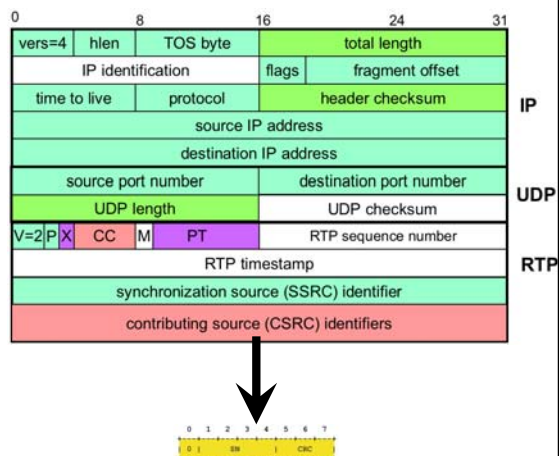 0 8 16 24 31
vers=4 hlen TOS byte total length
IP identification flags fragment offset
time to live protocol header checksum
IP
source IP address
destination IP address
source port number destination port number
UDP
UDP length UDP checksum
V=2 P X CC M PT RTP sequence number
RTP timestamp
RTP
synchronization source (SSRC) identifier
contributing source (CSRC) identifiers
0 1 2 3 4 5 6 7
| 0 | SN | CRC |